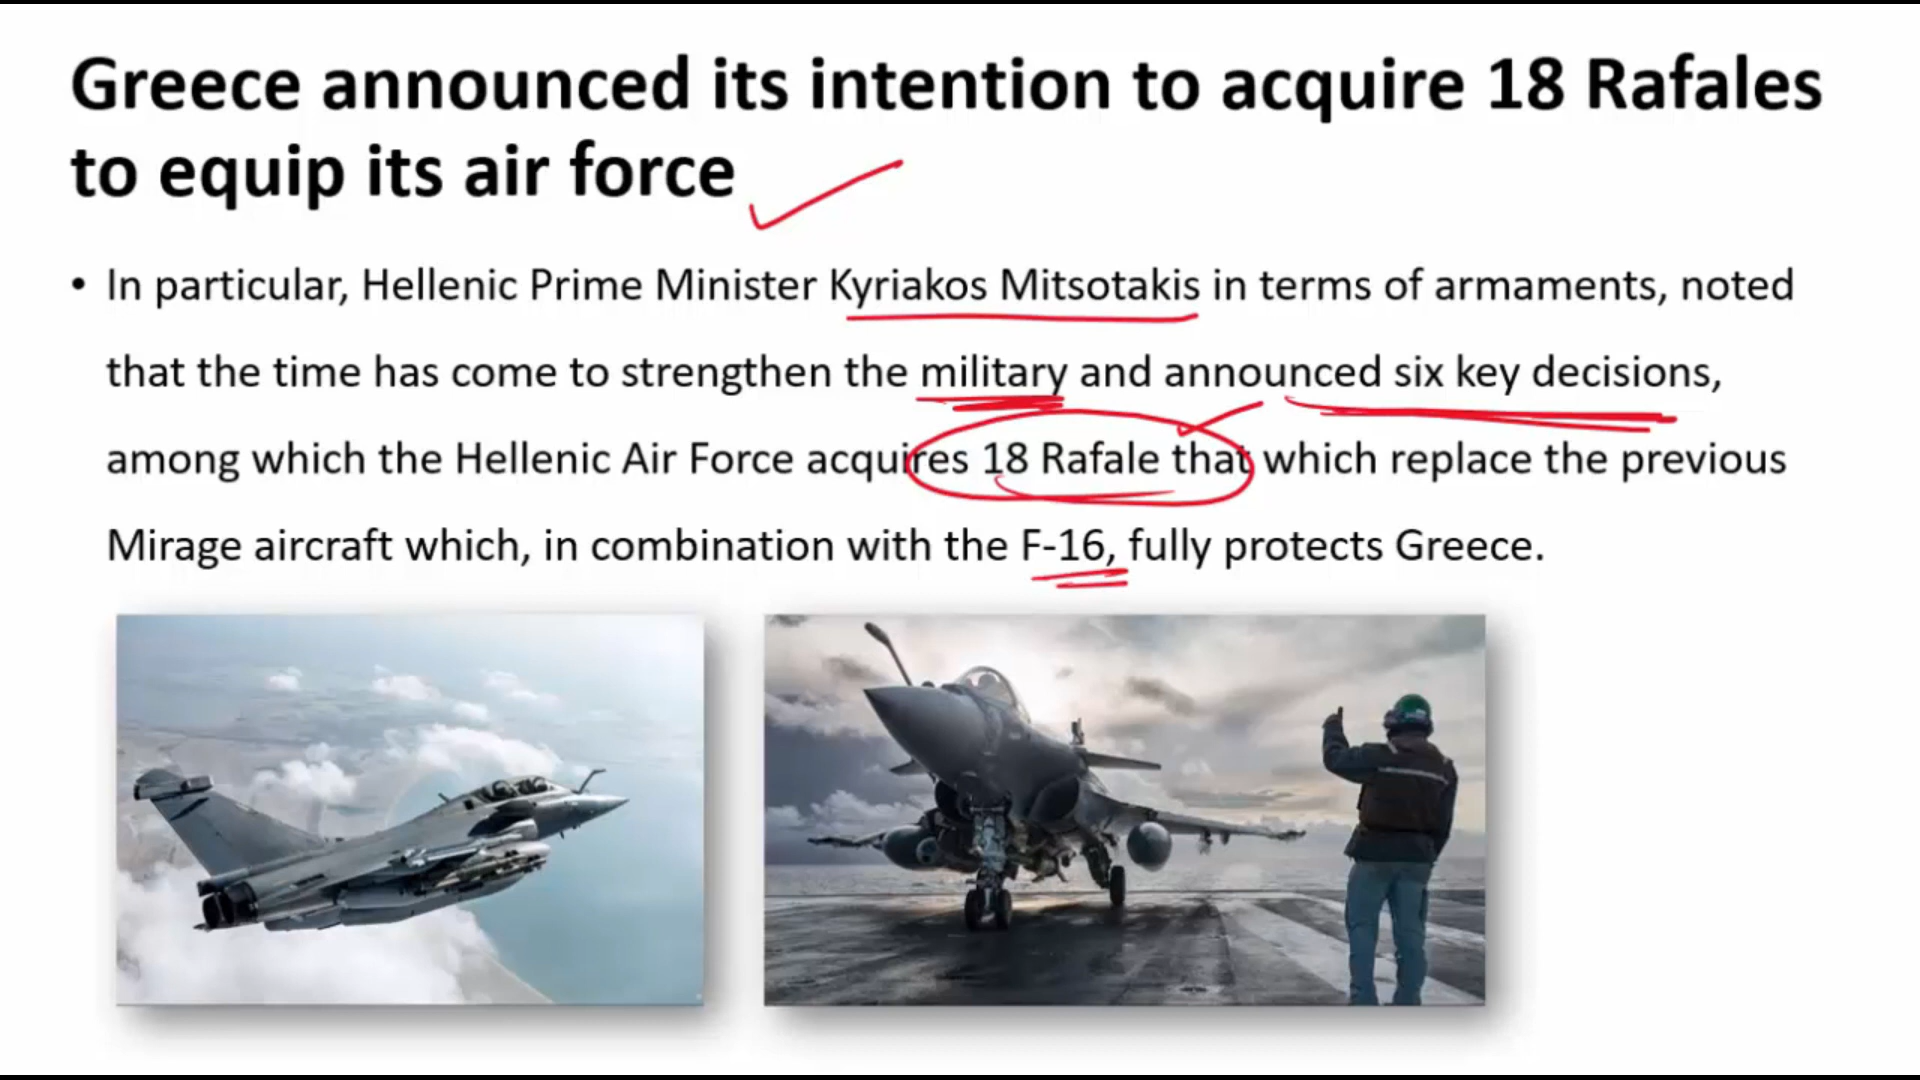 Greece announced its intention to acquire 18 Rafales
to equip its air force
• In particular, Hellenic Prime Minister Kyriakos Mitsotakis in terms of armaments, noted
that the time has come to strengthen the military and announced six key decisions,
among which the Hellenic Air Force acquires 18 Rafale that which replace the previous
Mirage aircraft which, in combination with the F-16, fully protects Greece.